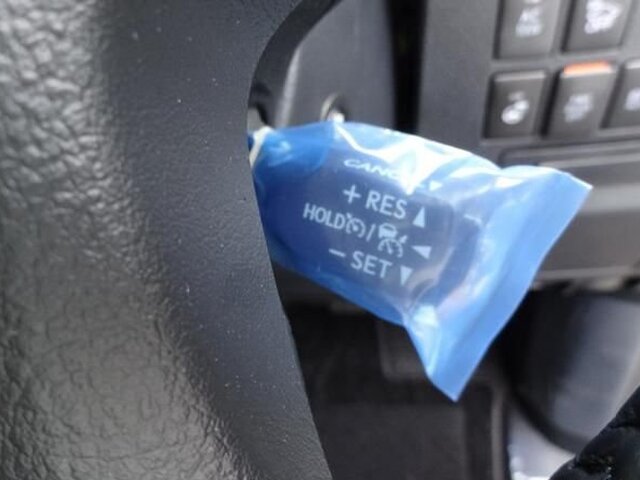 CANCEL
+ RES
HOLD /
− SET